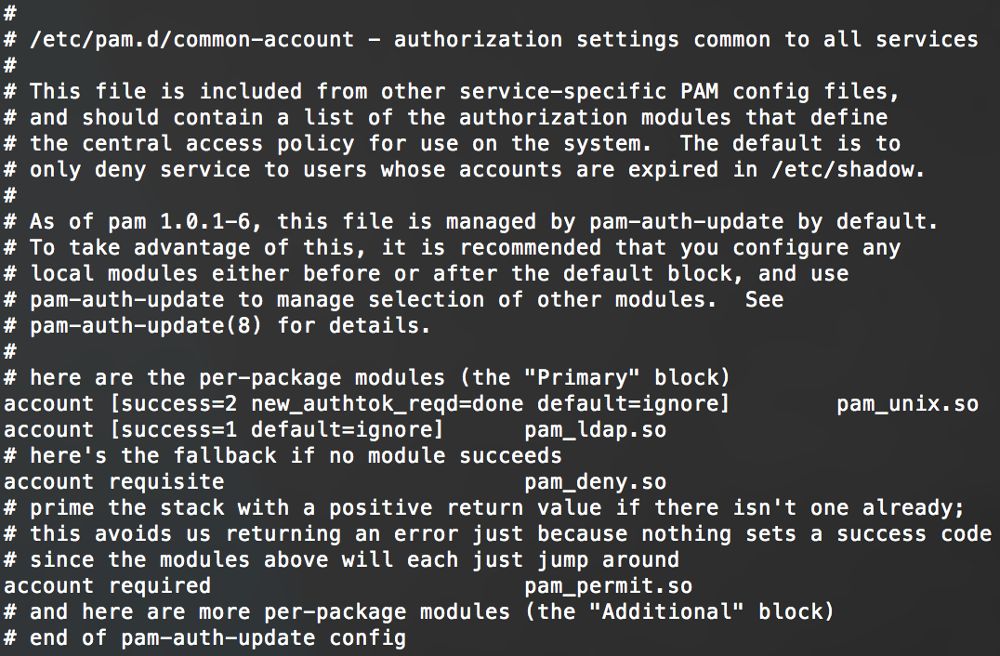 #
# /etc/pam.d/common-account - authorization settings common to all services
#
# This file is included from other service-specific PAM config files,
# and should contain a list of the authorization modules that define
# the central access policy for use on the system.  The default is to
# only deny service to users whose accounts are expired in /etc/shadow.
#
# As of pam 1.0.1-6, this file is managed by pam-auth-update by default.
# To take advantage of this, it is recommended that you configure any
# local modules either before or after the default block, and use
# pam-auth-update to manage selection of other modules.  See
# pam-auth-update(8) for details.
#
# here are the per-package modules (the "Primary" block)
account [success=2 new_authtok_reqd=done default=ignore]        pam_unix.so
account [success=1 default=ignore]      pam_ldap.so
# here's the fallback if no module succeeds
account requisite                       pam_deny.so
# prime the stack with a positive return value if there isn't one already;
# this avoids us returning an error just because nothing sets a success code
# since the modules above will each just jump around
account required                        pam_permit.so
# and here are more per-package modules (the "Additional" block)
# end of pam-auth-update config